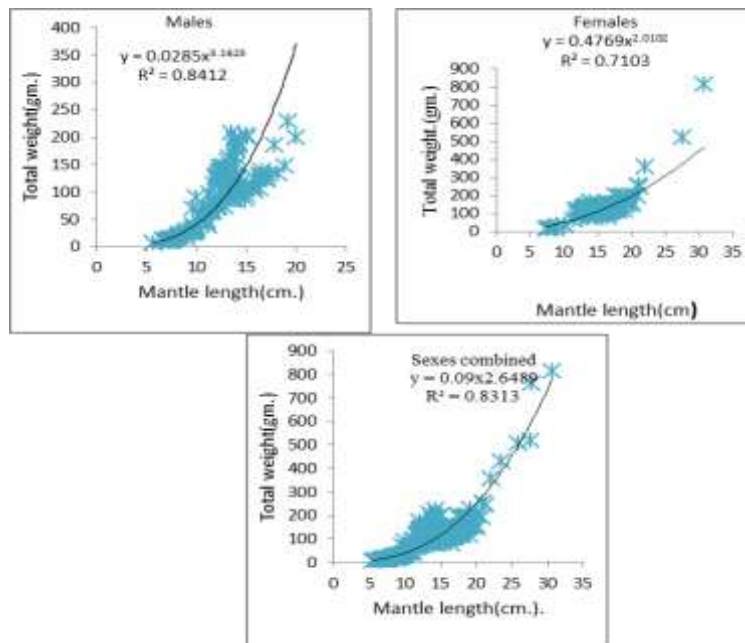 Males
y = 0.0285x^3.1628
R² = 0.8412
Total weight(gm.)
400
350
300
250
200
150
100
50
0
0 5 10 15 20 25
Mantle length(cm.)
Females
y = 0.4769x^2.0102
R² = 0.7103
Total weight (gm.)
900
800
700
600
500
400
300
200
100
0
0 5 10 15 20 25 30 35
Mantle length(cm)
Sexes combined
y = 0.09x2.6489
R² = 0.8313
Total weight(gm.)
900
800
700
600
500
400
300
200
100
0
0 5 10 15 20 25 30 35
Mantle length(cm.).